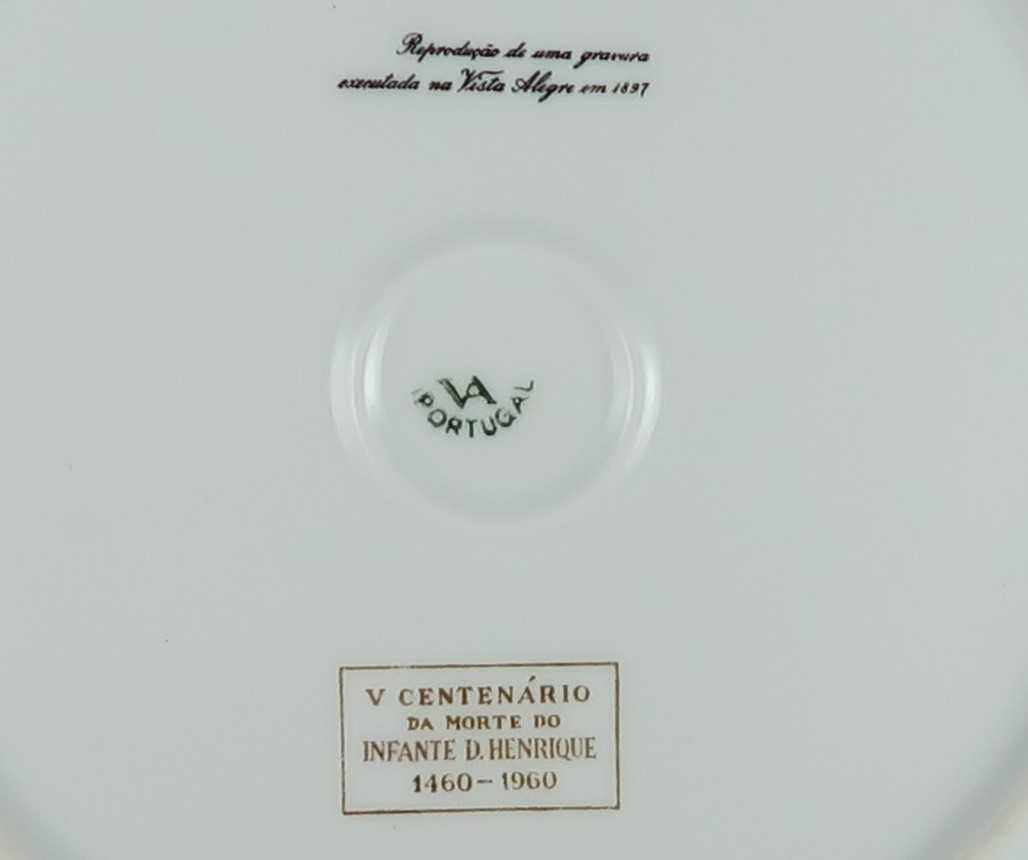 Reprodução de uma gravura
executada na Vista Alegre em 1897
VA
PORTUGAL
V CENTENÁRIO
DA MORTE DO
INFANTE D. HENRIQUE
1460-1960